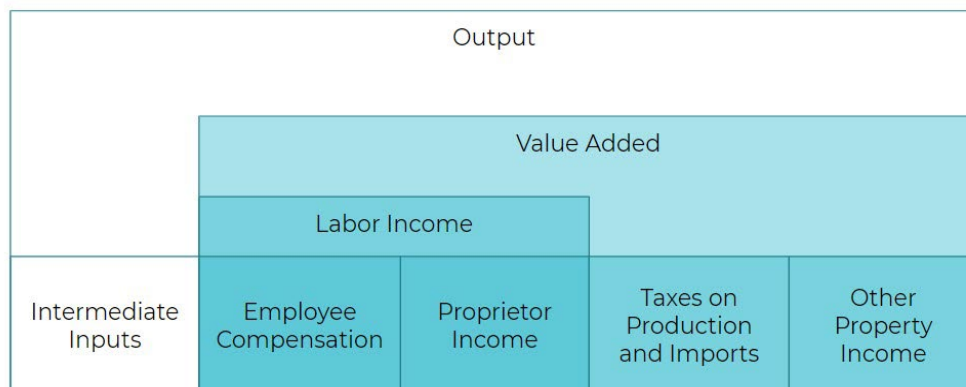 Output
Value Added
Labor Income
Intermediate
Inputs
Employee
Compensation
Proprietor
Income
Taxes on
Production
and Imports
Other
Property
Income